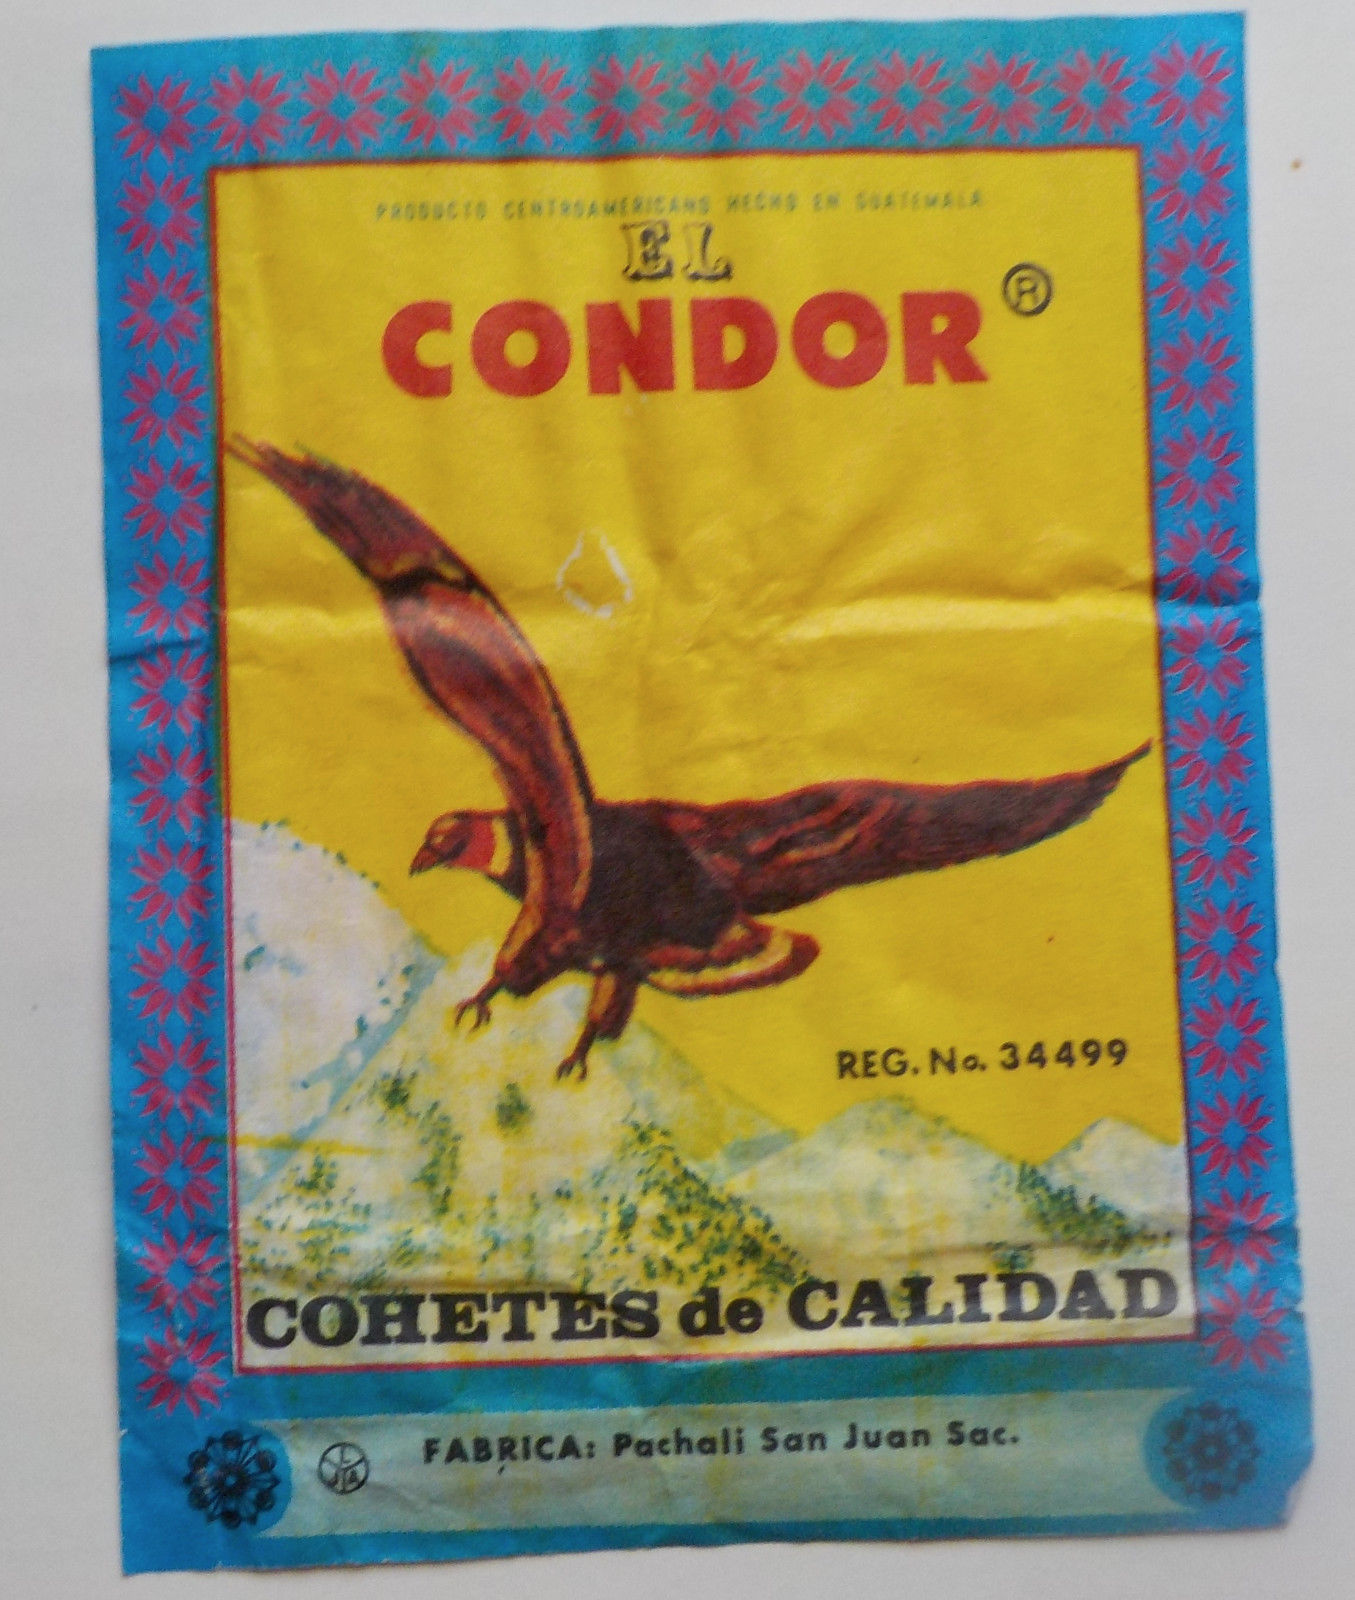 PRODUCTO CENTROAMERICANO HECHO EN GUATEMALA
EL
CONDOR ®
REG. No. 34499
COHETES de CALIDAD
FABRICA: Pachali San Juan Sac.